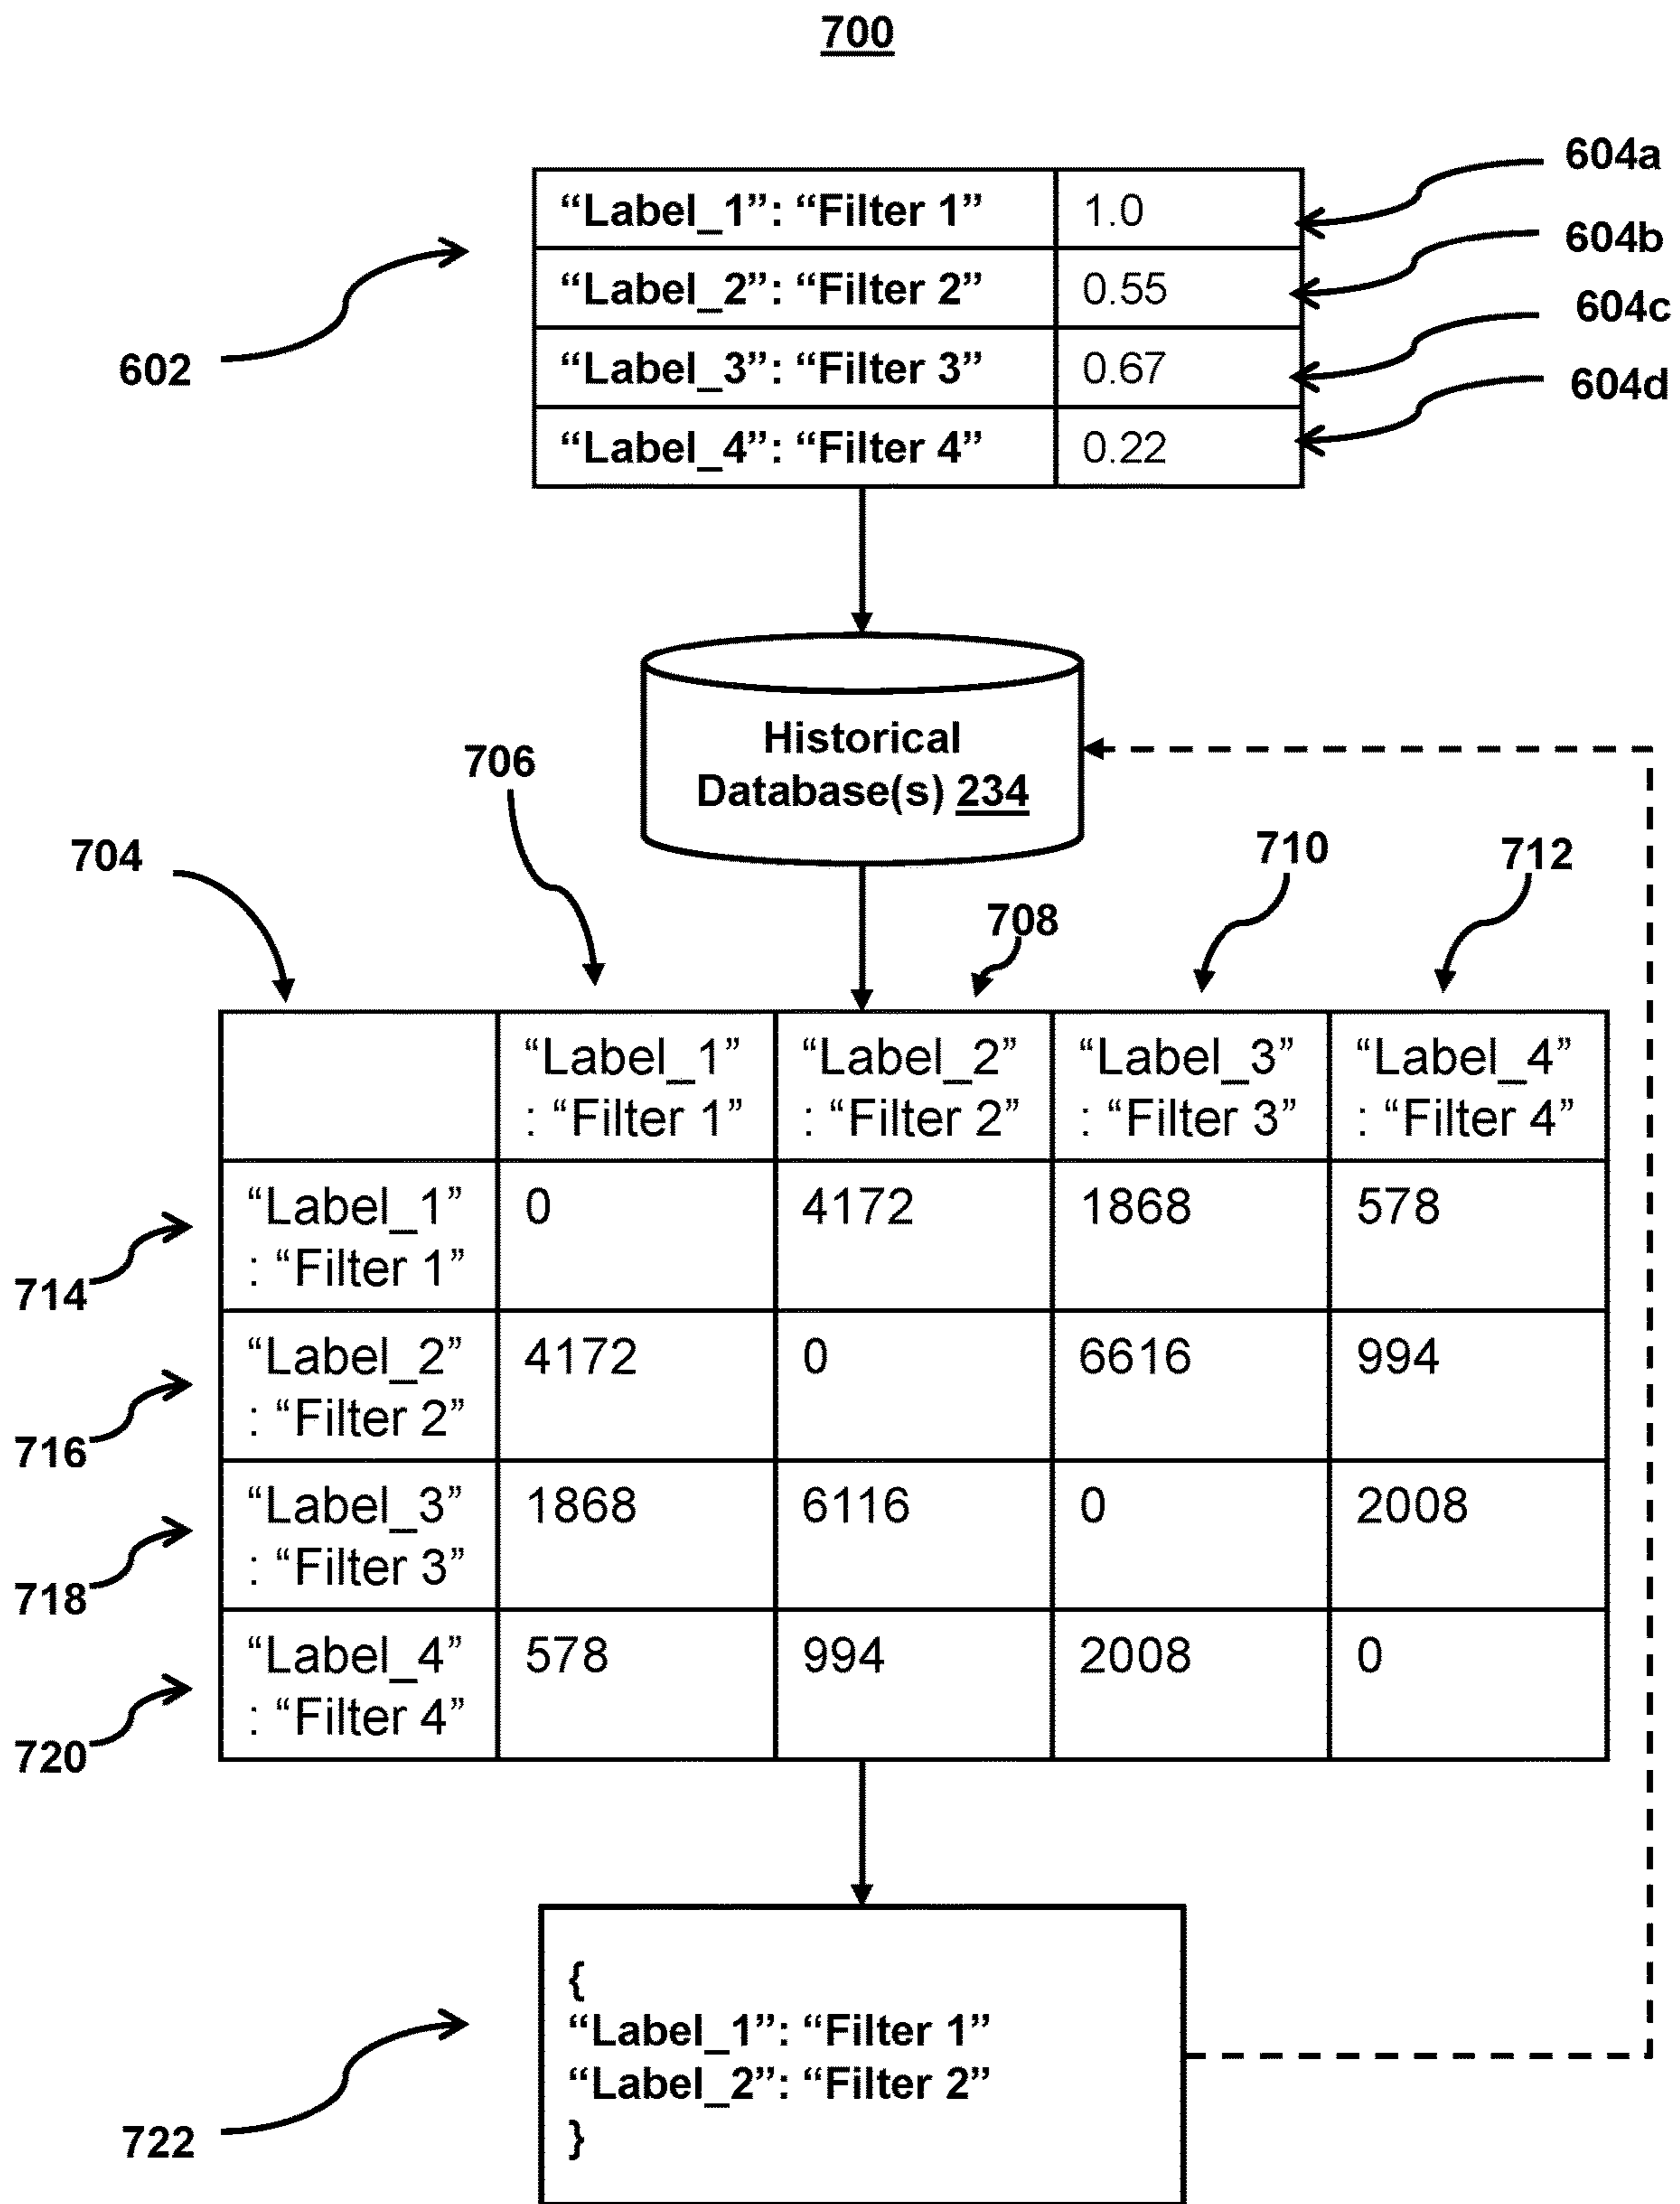 700
604a
“Label_1”: “Filter 1” 1.0
604b
“Label_2”: “Filter 2” 0.55
604c
602
“Label_3”: “Filter 3” 0.67
604d
“Label_4”: “Filter 4” 0.22
Historical
Database(s) 234
706
704
710
712
708
“Label_1” “Label_2” “Label_3” “Label_4”
: “Filter 1” : “Filter 2” : “Filter 3” : “Filter 4”
“Label_1” 0 4172 1868 578
: “Filter 1”
714
“Label_2” 4172 0 6616 994
: “Filter 2”
716
“Label_3” 1868 6116 0 2008
: “Filter 3”
718
“Label_4” 578 994 2008 0
: “Filter 4”
720
{
“Label_1”: “Filter 1”
“Label_2”: “Filter 2”
}
722